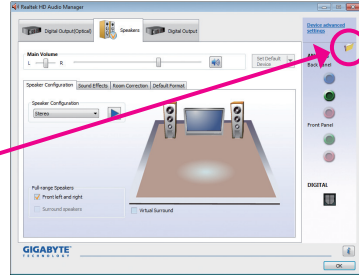 Realtek HD Audio Manager
Digital Output(Optical)
Speakers
Digital Output
Device advanced
settings
Main Volume
L
R
Set Default
Device
Back Panel
Speaker Configuration
Sound Effects
Room Correction
Default Format
Speaker Configuration
Stereo
Front Panel
Full-range Speakers
Front left and right
Surround speakers
Virtual Surround
DIGITAL
GIGABYTE
TECHNOLOGY
OK